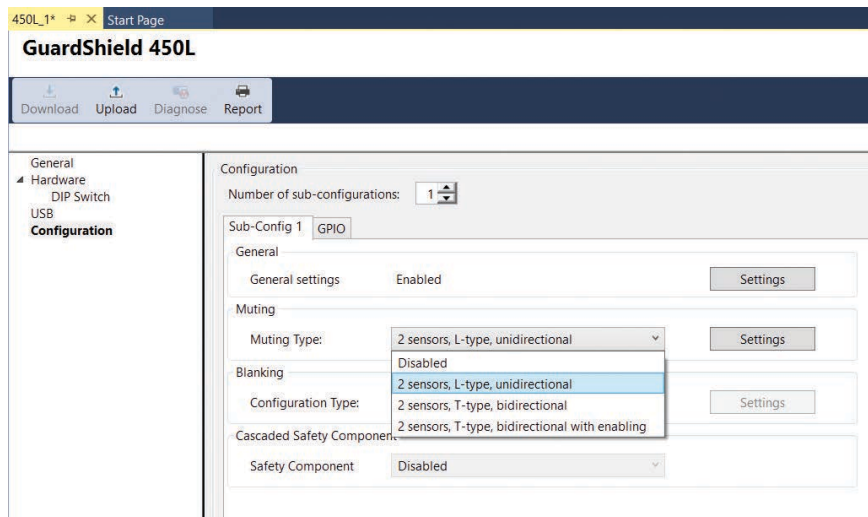 450L_1* Start Page
GuardShield 450L
Download Upload Diagnose Report
General
Hardware
DIP Switch
USB
Configuration
Configuration
Number of sub-configurations: 1
Sub-Config 1 GPIO
General
General settings Enabled Settings
Muting
Muting Type: 2 sensors, L-type, unidirectional Settings
Disabled
2 sensors, L-type, unidirectional
2 sensors, T-type, bidirectional
2 sensors, T-type, bidirectional with enabling
Blanking
Configuration Type: Settings
Cascaded Safety Component
Safety Component Disabled